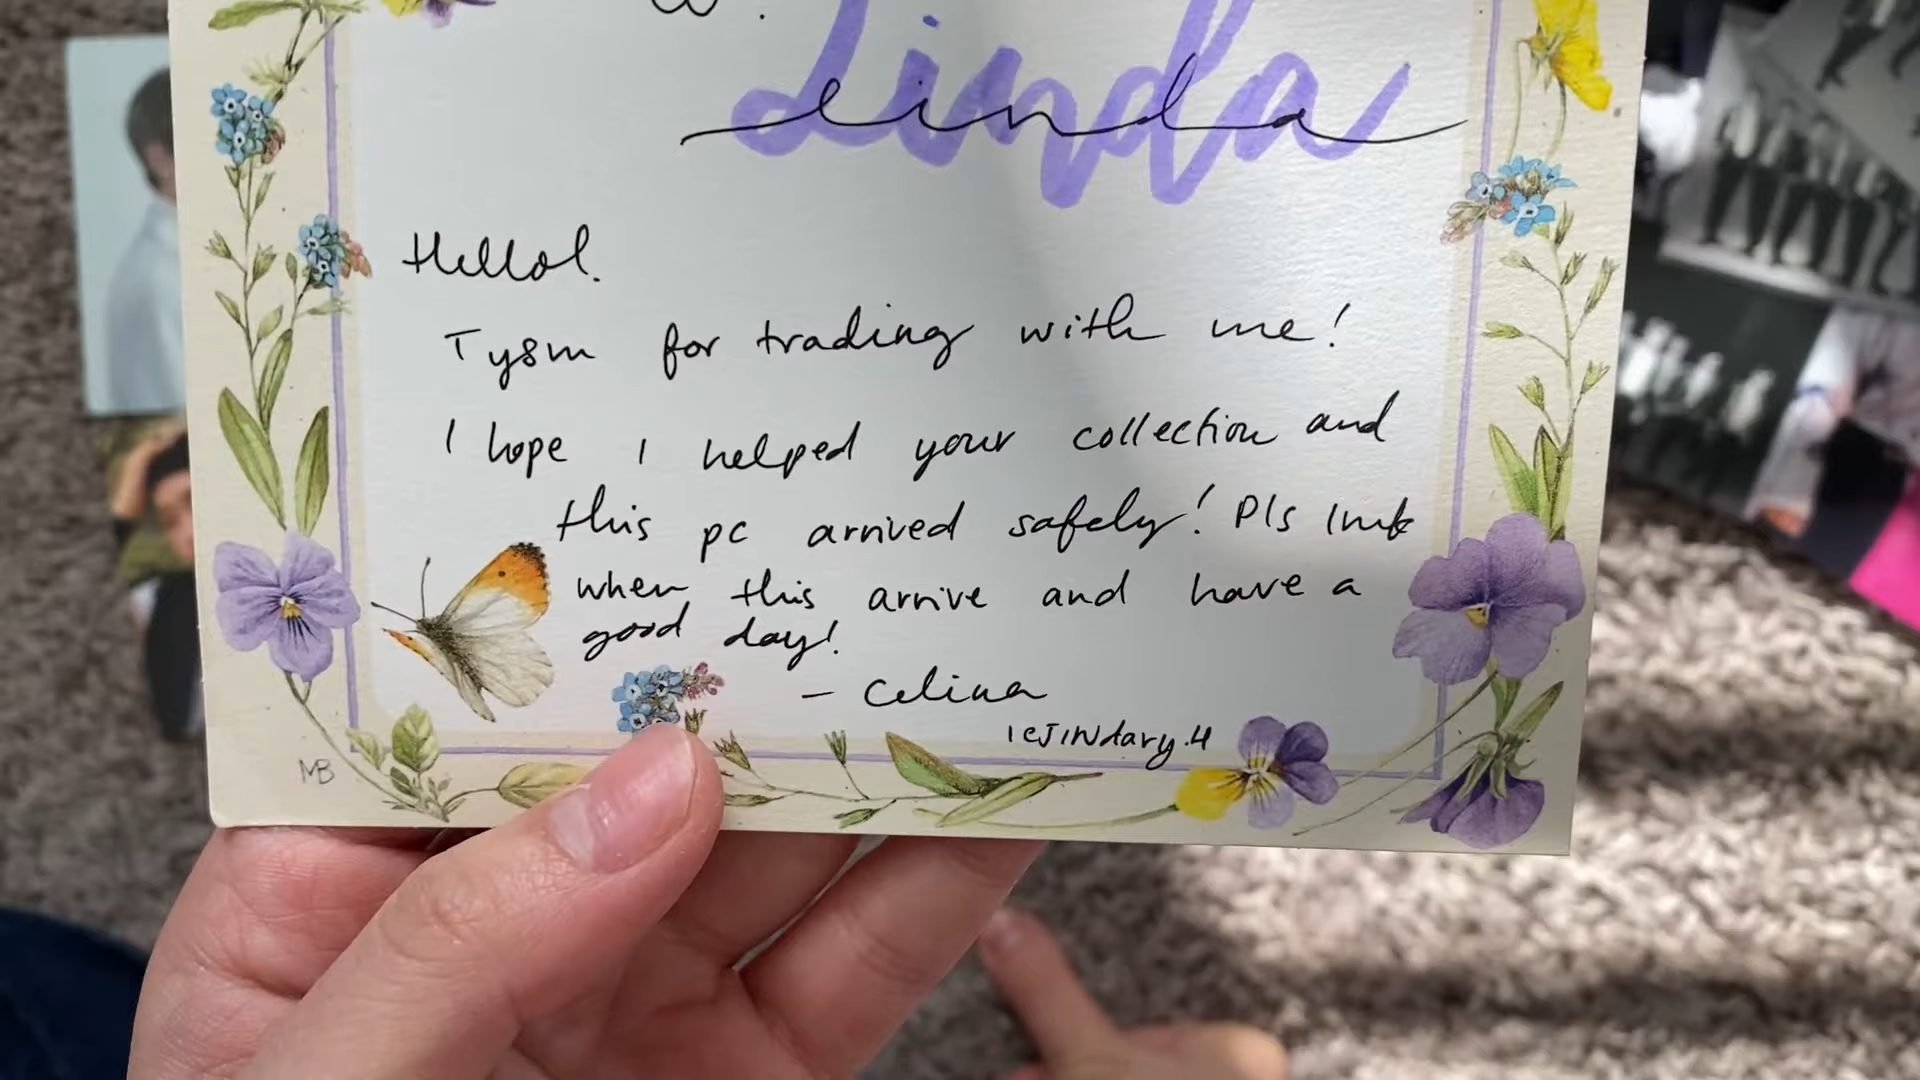 Linda
Hello!
Tysm for trading with me!
I hope I helped your collection and
this pc arrived safely! Pls lmk
when this arrive and have a
good day!
– Celina
lejindary.4
MB